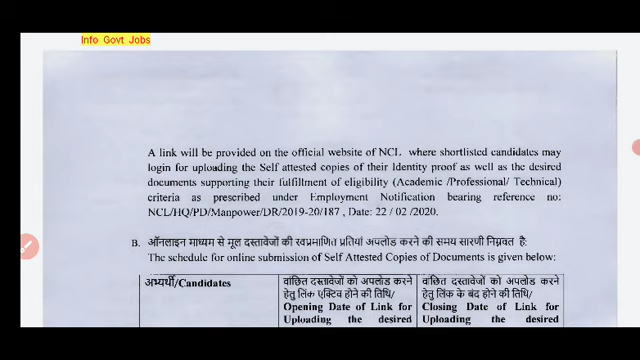 Info Govt Jobs
A link will be provided on the official website of NCL where shortlisted candidates may
login for uploading the Self attested copies of their Identity proof as well as the desired
documents supporting their fulfillment of eligibility (Academic /Professional/ Technical)
criteria as prescribed under Employment Notification bearing reference no:
NCL/HQ/PD/Manpower/DR/2019-20/187 , Date: 22 / 02 /2020.
B. ऑनलाइन माध्यम से मूल दस्तावेजों की स्वप्रमाणित प्रतियां अपलोड करने की समय सारणी निम्नवत है:
The schedule for online submission of Self Attested Copies of Documents is given below:
अभ्यर्थी/Candidates
वांछित दस्तावेजों को अपलोड करने
हेतु लिंक एक्टिव होने की तिथि/
Opening Date of Link for
Uploading the desired
वांछित दस्तावेजों को अपलोड करने
हेतु लिंक के बंद होने की तिथि/
Closing Date of Link for
Uploading the desired